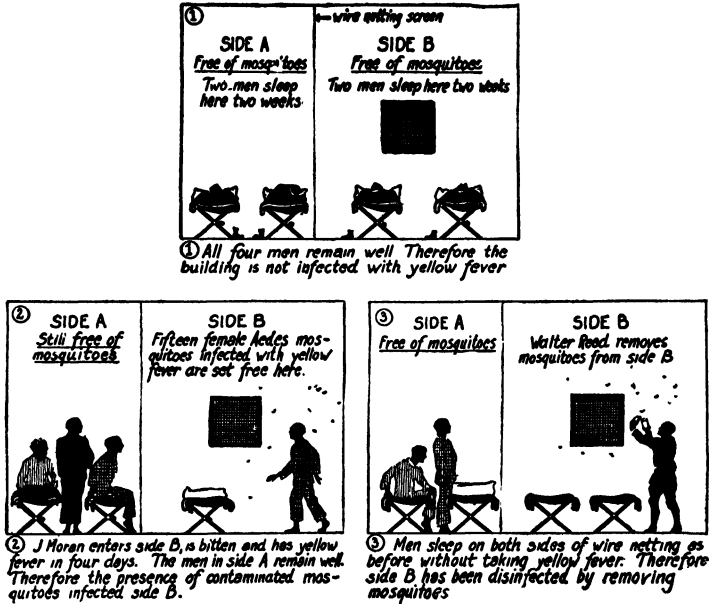 ①
←wire netting screen
SIDE A
Free of mosquitoes
Two men sleep
here two weeks.
SIDE B
Free of mosquitoes
Two men sleep here two weeks
① All four men remain well Therefore the
building is not infected with yellow fever
②
SIDE A
Still free of
mosquitoes
SIDE B
Fifteen female Aedes mos-
quitoes infected with yellow
fever are set free here.
② J Moran enters side B, is bitten and has yellow
fever in four days. The men in side A remain well.
Therefore the presence of contaminated mos-
quitoes infected side B.
③
SIDE A
Free of mosquitoes
SIDE B
Walter Reed removes
mosquitoes from side B
③ Men sleep on both sides of wire netting as
before without taking yellow fever. Therefore
side B has been disinfected by removing
mosquitoes